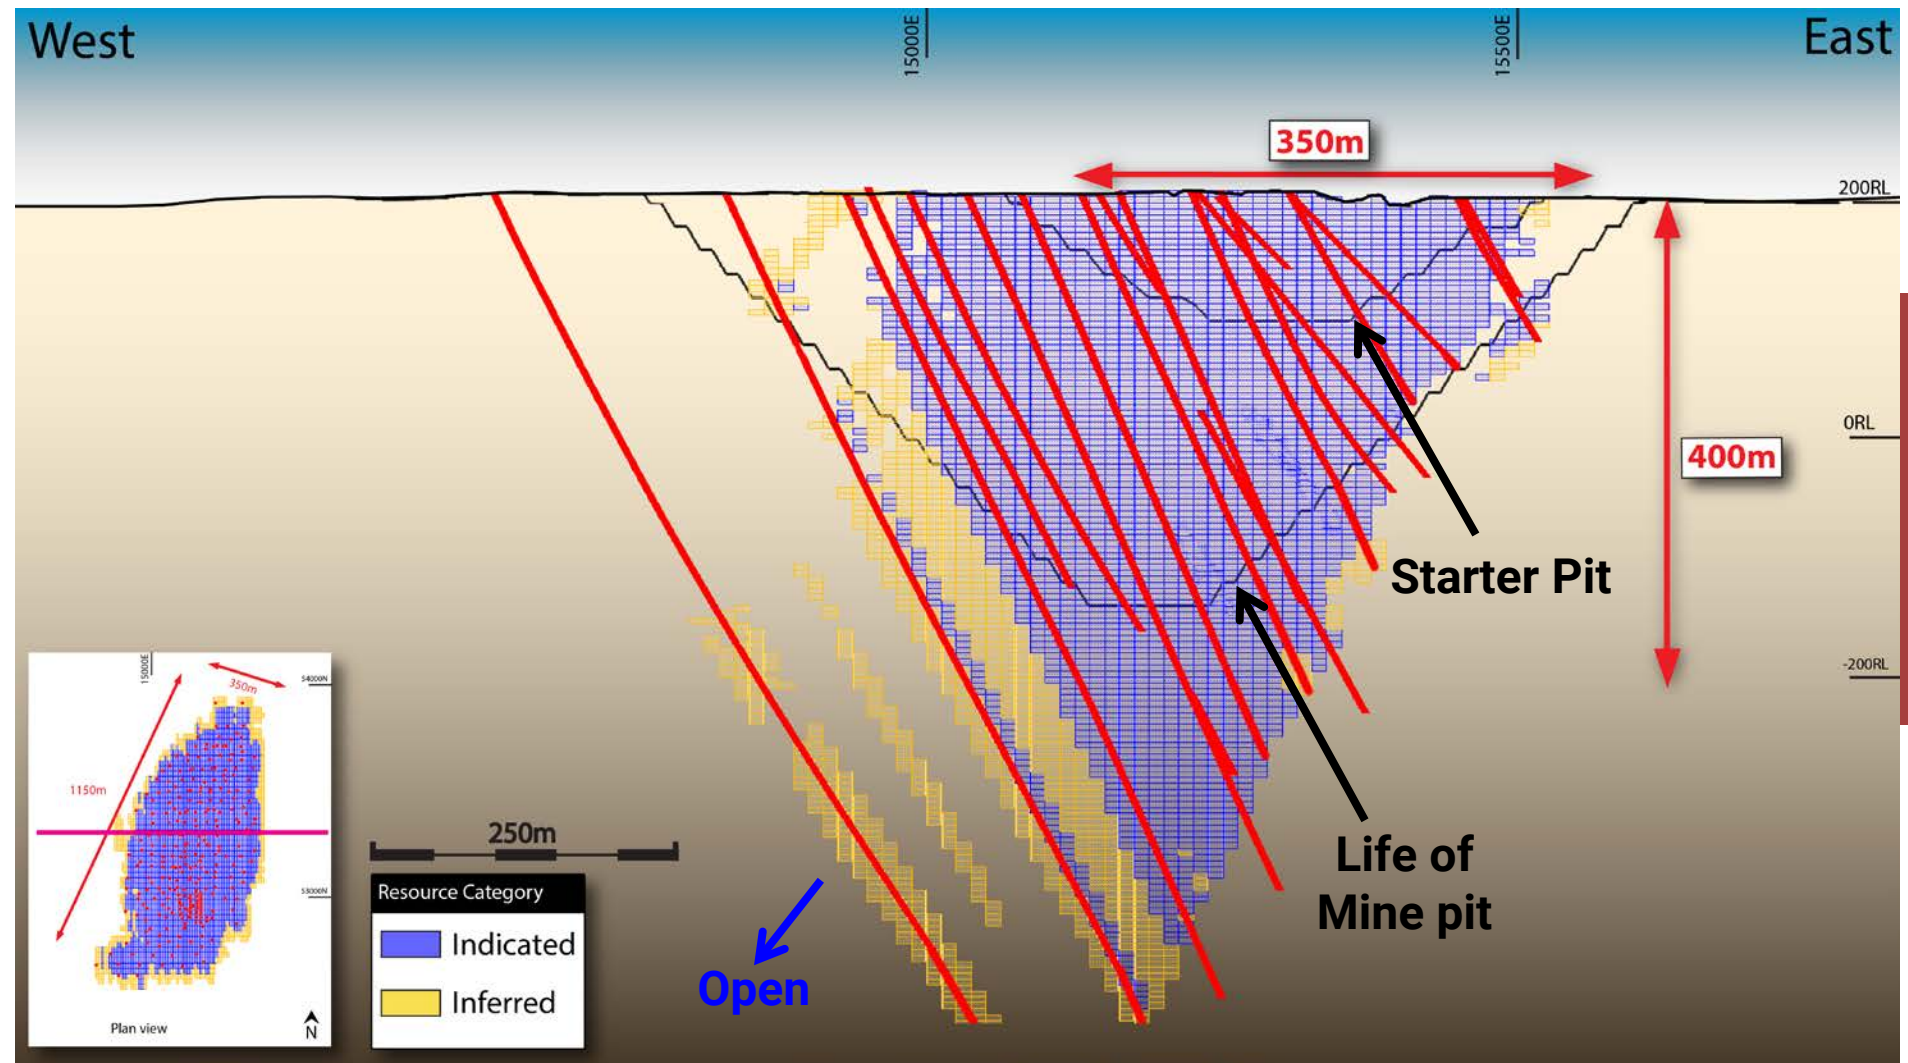 West
15000E
15500E
East
350m
200RL
0RL
400m
Starter Pit
-200RL
15000E
350m
54000N
1150m
53000N
Plan view
N
250m
Resource Category
Indicated
Inferred
Open
Life of
Mine pit